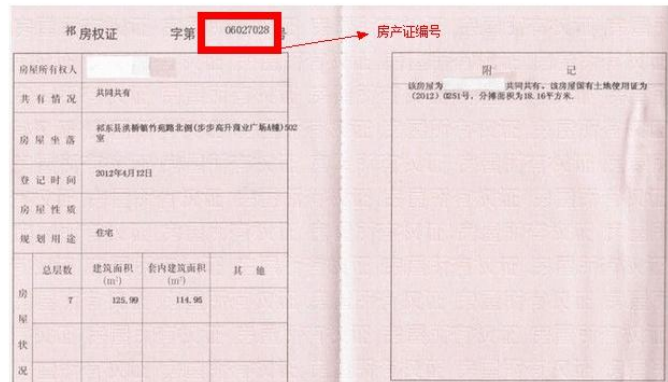 祁房权证 字第 06027028 号
房产证编号
房屋所有权人
共有情况 共同共有
房屋坐落 祁东县洪桥镇竹苑路北侧(步步高升商业广场A幢)502
室
登记时间 2012年4月12日
房屋性质
规划用途 住宅
房屋状况
总层数 建筑面积 套内建筑面积 其他
(m²) (m²)
7 125.99 114.95
附 记
该房屋为 共同共有。该房屋国有土地使用证为
(2012) 0251号，分摊面积为18.16平方米.